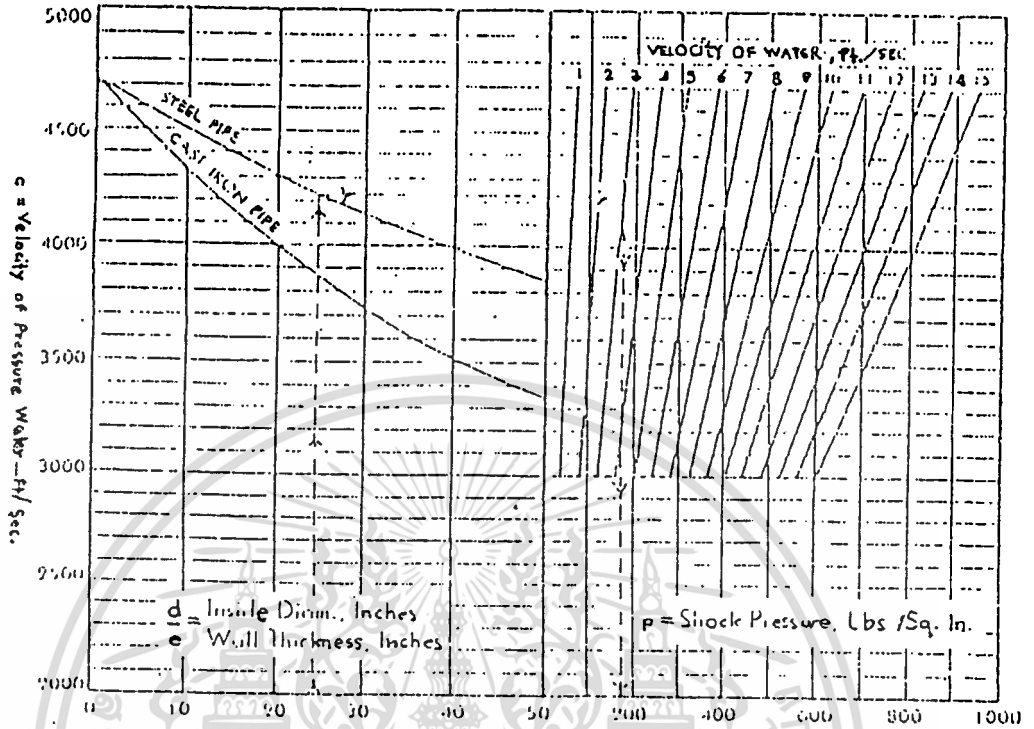 5000
VELOCITY OF WATER, Ft./SEC.
1 2 3 4 5 6 7 8 9 10 11 12 13 14 15
STEEL PIPE
4500
CAST IRON PIPE
4000
c = Velocity of Pressure Water—ft/Sec.
3500
3000
2500
d = Inside Diam., Inches
e Wall Thickness, Inches
p = Shock Pressure, Lbs /Sq. In.
2000
0 10 20 30 40 50 200 400 600 800 1000